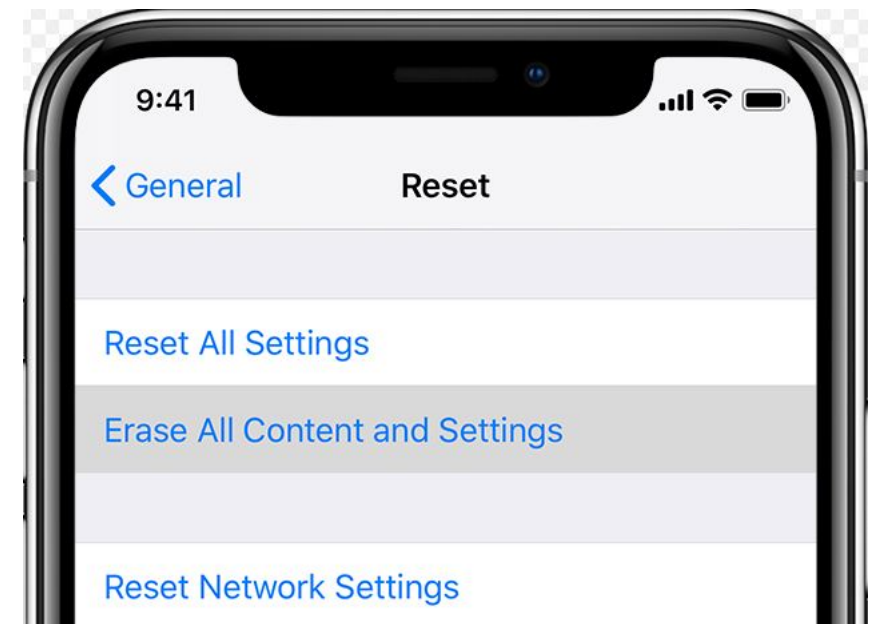 9:41
General
Reset
Reset All Settings
Erase All Content and Settings
Reset Network Settings